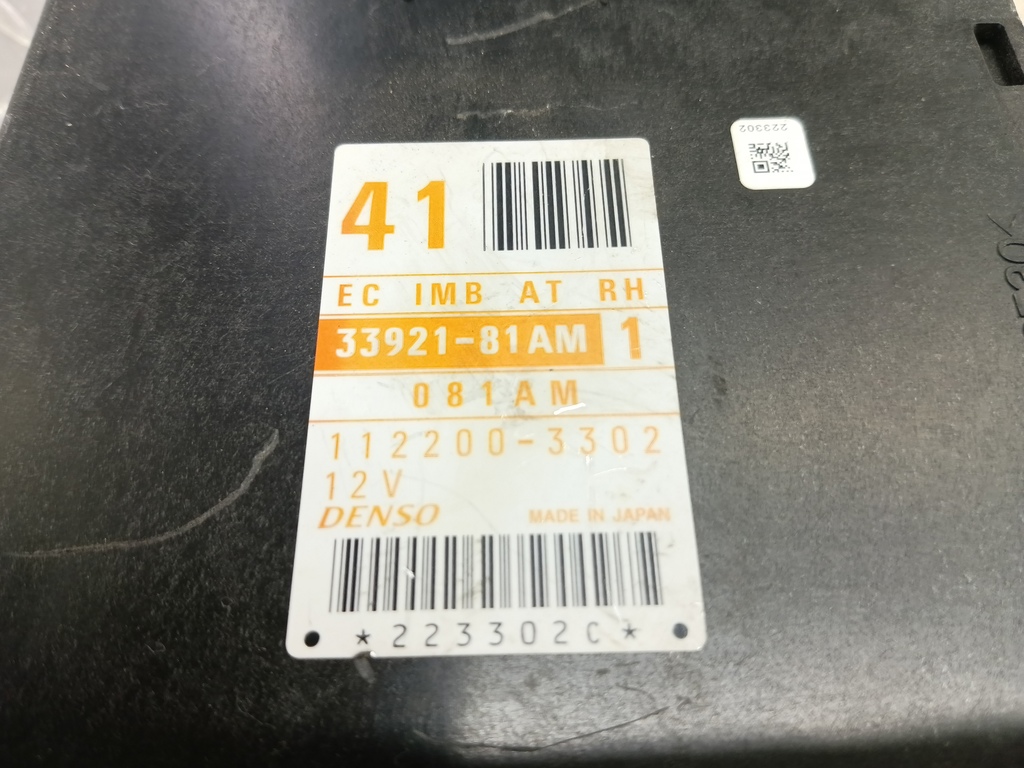 223302
41
EC IMB AT RH
33921-81AM 1
081AM
112200-3302
12V
DENSO MADE IN JAPAN
*223302C*